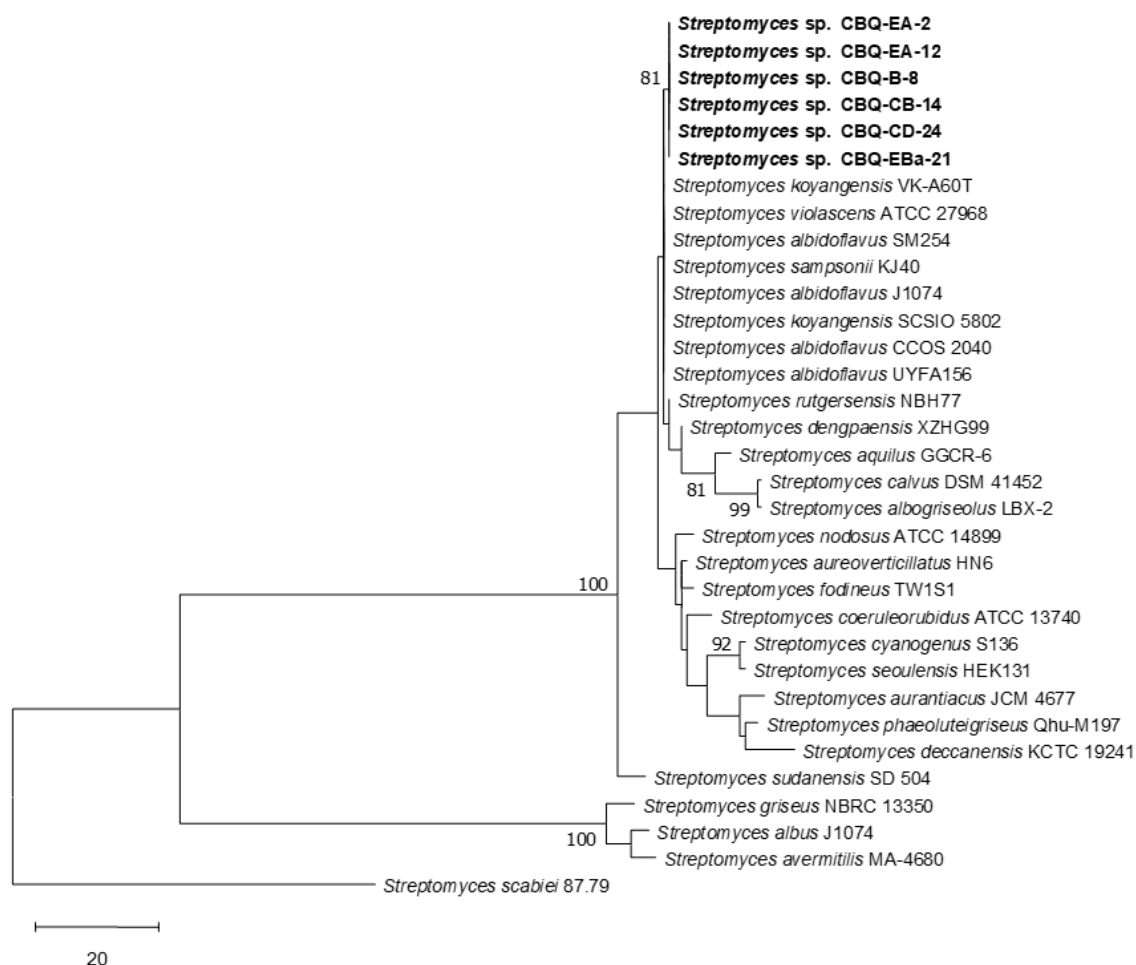 Streptomyces sp. CBQ-EA-2
Streptomyces sp. CBQ-EA-12
81
Streptomyces sp. CBQ-B-8
Streptomyces sp. CBQ-CB-14
Streptomyces sp. CBQ-CD-24
Streptomyces sp. CBQ-EBa-21
Streptomyces koyangensis VK-A60T
Streptomyces violascens ATCC 27968
Streptomyces albidoflavus SM254
Streptomyces sampsonii KJ40
Streptomyces albidoflavus J1074
Streptomyces koyangensis SCSIO 5802
Streptomyces albidoflavus CCOS 2040
Streptomyces albidoflavus UYFA156
Streptomyces rutgersensis NBH77
Streptomyces dengpaensis XZHG99
Streptomyces aquilus GGCR-6
Streptomyces calvus DSM 41452
81
99
Streptomyces albogriseolus LBX-2
Streptomyces nodosus ATCC 14899
Streptomyces aureoverticillatus HN6
100
Streptomyces fodineus TW1S1
Streptomyces coeruleorubidus ATCC 13740
92
Streptomyces cyanogenus S136
Streptomyces seoulensis HEK131
Streptomyces aurantiacus JCM 4677
Streptomyces phaeoluteigriseus Qhu-M197
Streptomyces deccanensis KCTC 19241
Streptomyces sudanensis SD 504
Streptomyces griseus NBRC 13350
100
Streptomyces albus J1074
Streptomyces avermitilis MA-4680
Streptomyces scabiei 87.79
20